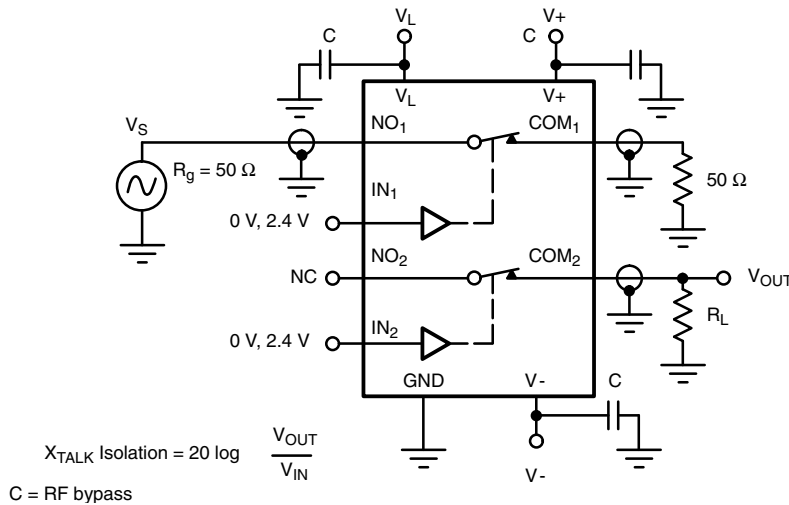 V_L V+
C C
V_L V+
V_S NO_1 COM_1
R_g = 50 Ω 50 Ω
IN_1
0 V, 2.4 V
NO_2 COM_2
NC V_OUT
R_L
IN_2
0 V, 2.4 V
GND V- C
X_TALK Isolation = 20 log V_OUT
V_IN
V-
C = RF bypass